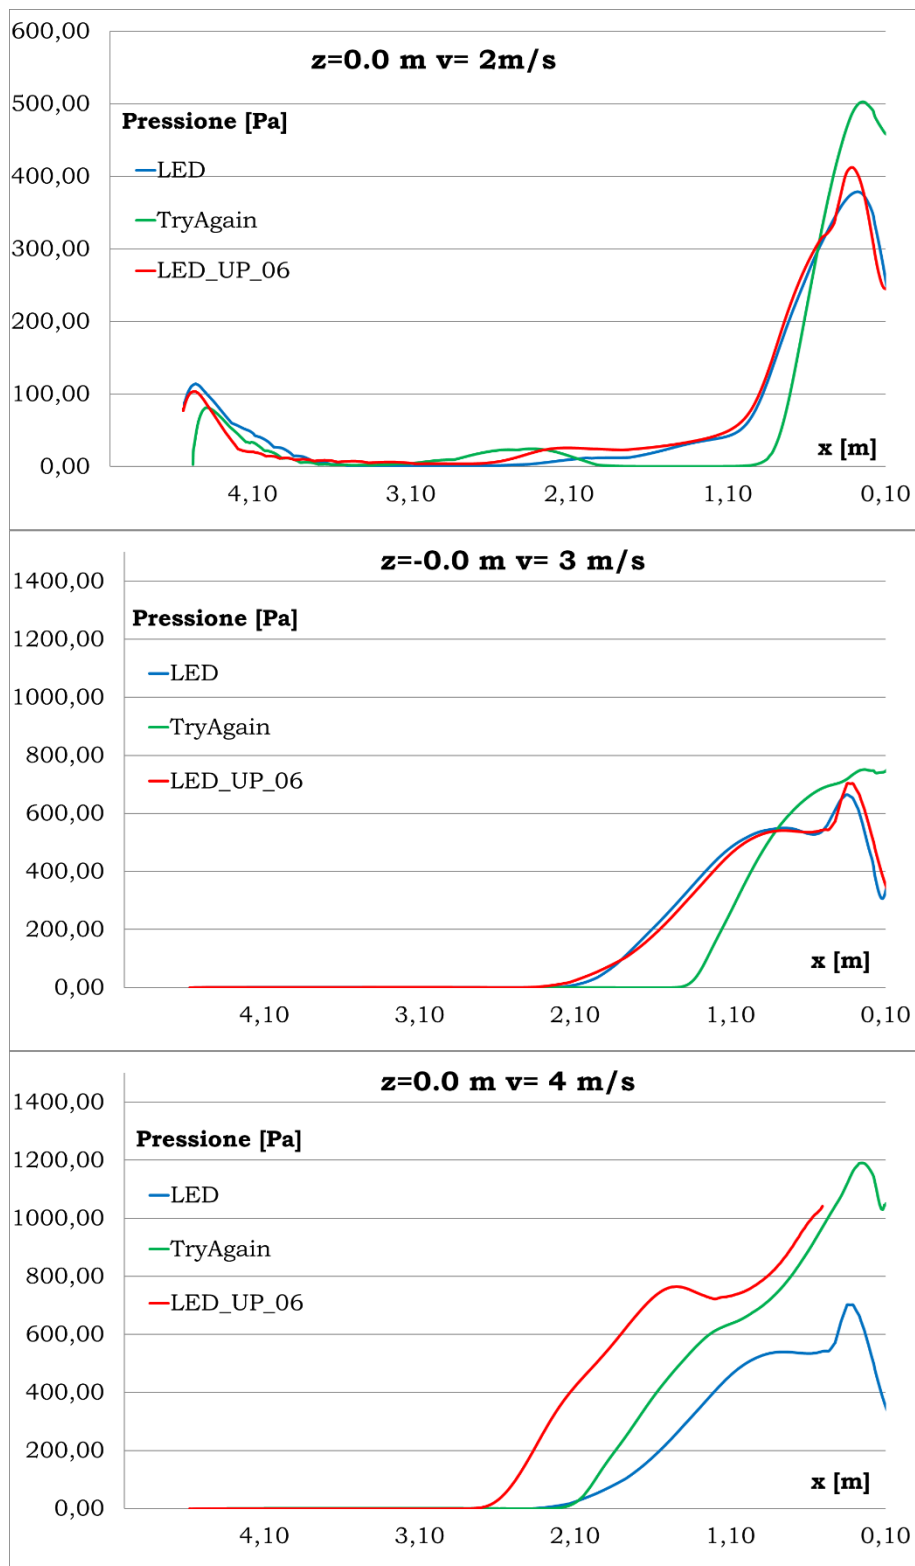 600,00
z=0.0 m v= 2m/s
500,00
Pressione [Pa]
400,00
LED
TryAgain
300,00
LED_UP_06
200,00
100,00
x [m]
0,00
4,10 3,10 2,10 1,10 0,10
z=-0.0 m v= 3 m/s
1400,00
Pressione [Pa]
1200,00
LED
1000,00
TryAgain
800,00
LED_UP_06
600,00
400,00
200,00
x [m]
0,00
4,10 3,10 2,10 1,10 0,10
z=0.0 m v= 4 m/s
1400,00
Pressione [Pa]
1200,00
LED
1000,00
TryAgain
800,00
LED_UP_06
600,00
400,00
200,00
x [m]
0,00
4,10 3,10 2,10 1,10 0,10